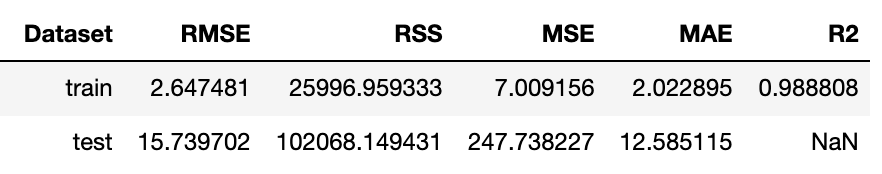 Dataset RMSE RSS MSE MAE R2
train 2.647481 25996.959333 7.009156 2.022895 0.988808
test 15.739702 102068.149431 247.738227 12.585115 NaN